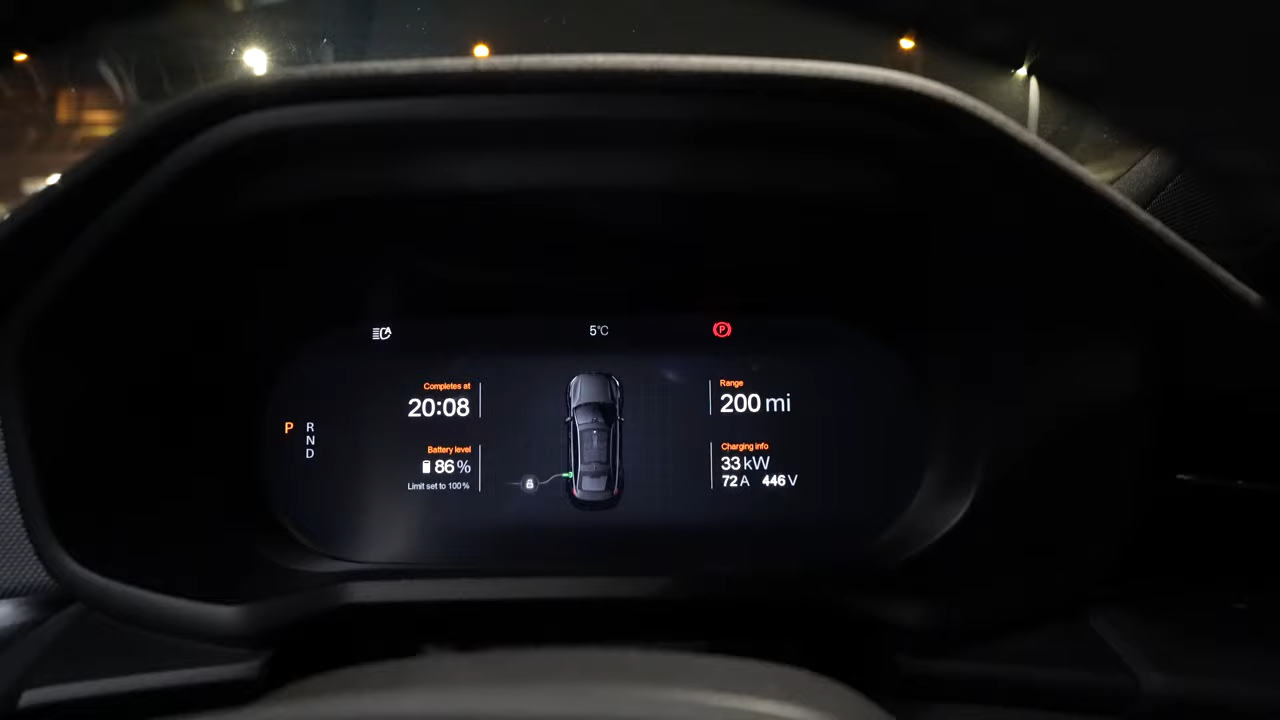 5°C
P
Completes at
20:08
Range
200 mi
P
R
N
D
Battery level
86 %
Limit set to 100 %
Charging info
33 kW
72 A 446 V